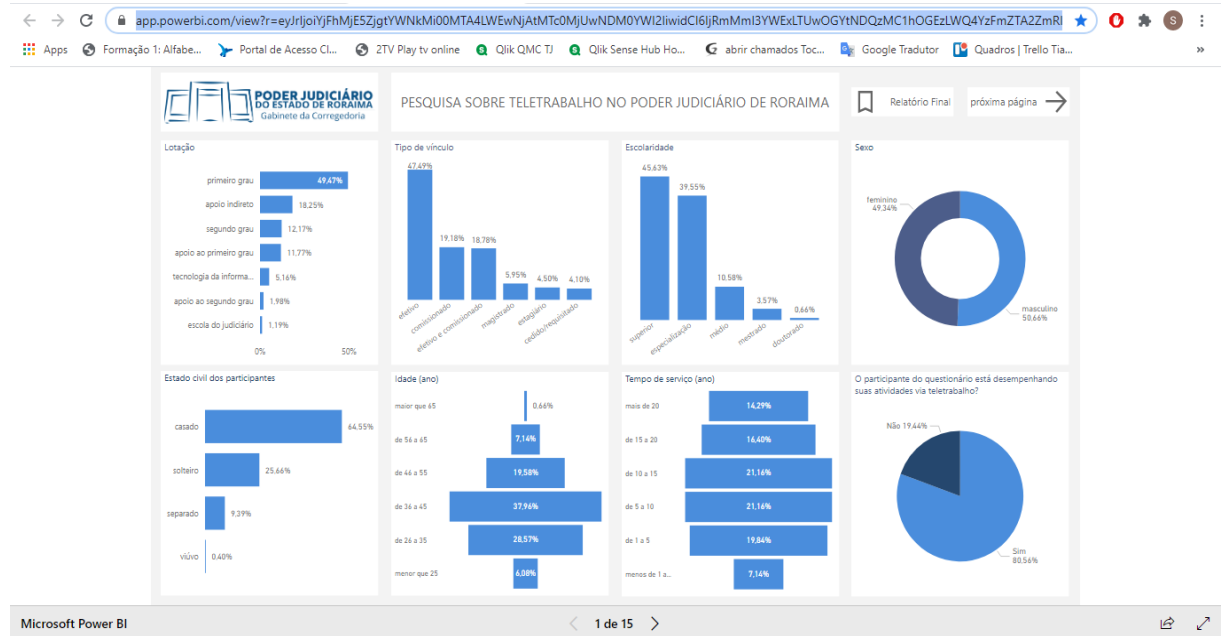 app.powerbi.com/view?r=
Apps
Formação 1: Alfabe...
Portal de Acesso Cl...
2TV Play tv online
Qlik QMC TJ
Qlik Sense Hub Ho...
abrir chamados Toc...
Google Tradutor
Quadros | Trello Tia...
»
S
PODER JUDICIÁRIO
DO ESTADO DE RORAIMA
Gabinete da Corregedoria
PESQUISA SOBRE TELETRABALHO NO PODER JUDICIÁRIO DE RORAIMA
Relatório Final
próxima página
Lotação
primeiro grau 49,47%
apoio indireto 18,25%
segundo grau 12,17%
apoio ao primeiro grau 11,77%
tecnologia da informa... 5,16%
apoio ao segundo grau 1,98%
escola do judiciário 1,19%
0% 50%
Tipo de vínculo
47,49%
19,18%
18,78%
5,95%
4,50%
4,10%
efetivo
comissionado
efetivo e comissionado
magistrado
estagiário
cedido/requisitado
Escolaridade
45,63%
39,55%
10,58%
3,57%
0,66%
superior
especialização
médio
mestrado
doutorado
Sexo
feminino
49,34%
masculino
50,66%
Estado civil dos participantes
casado 64,55%
solteiro 25,66%
separado 9,39%
viúvo 0,40%
Idade (ano)
maior que 65 0,66%
de 56 a 65 7,14%
de 46 a 55 19,58%
de 36 a 45 37,96%
de 26 a 35 28,57%
menor que 25 6,08%
Tempo de serviço (ano)
mais de 20 14,29%
de 15 a 20 16,40%
de 10 a 15 21,16%
de 5 a 10 21,16%
de 1 a 5 19,84%
menos de 1 a... 7,14%
O participante do questionário está desempenhando
suas atividades via teletrabalho?
Não 19,44%
Sim
80,56%
Microsoft Power BI
1 de 15